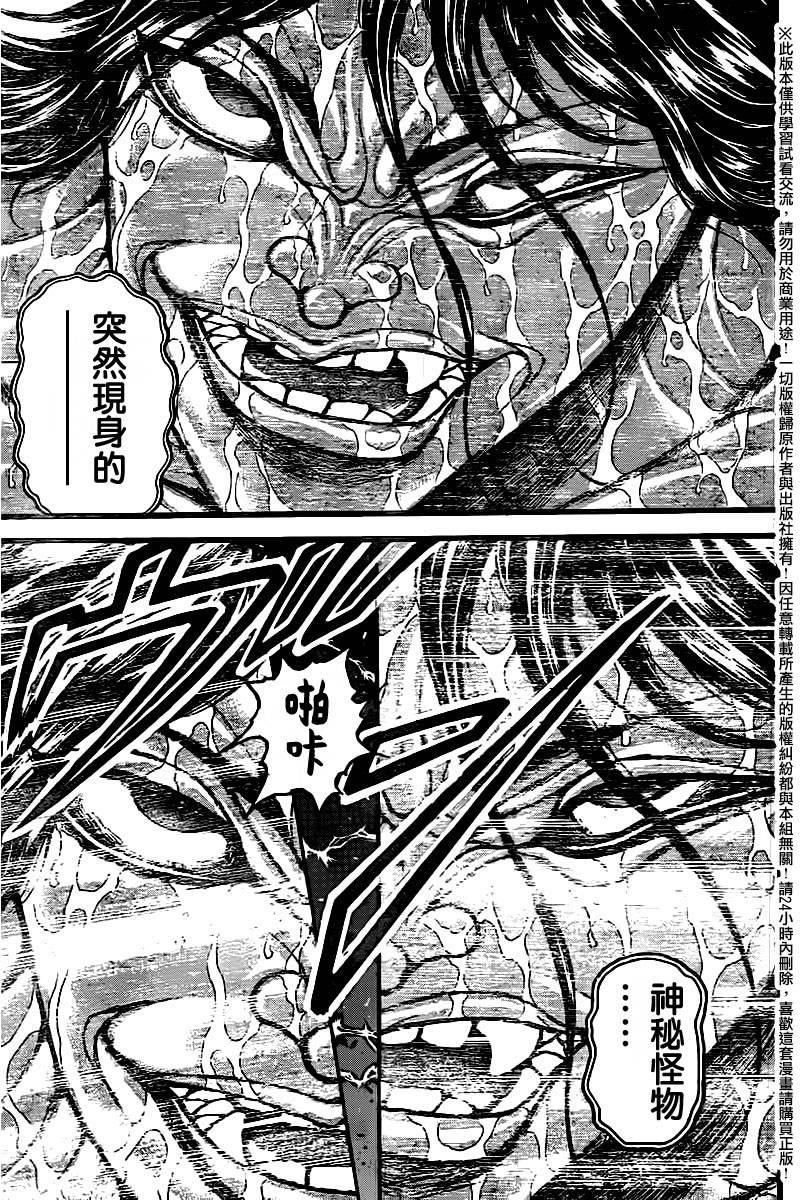 突然現身的
——
啪咔
神秘怪物
……
※此版本僅供學習試看交流，請勿用於商業用途！一切版權歸原作者與出版社擁有！因任意轉載所產生的版權糾紛都與本組無關！請24小時內刪除，喜歡這套漫畫請購買正版！